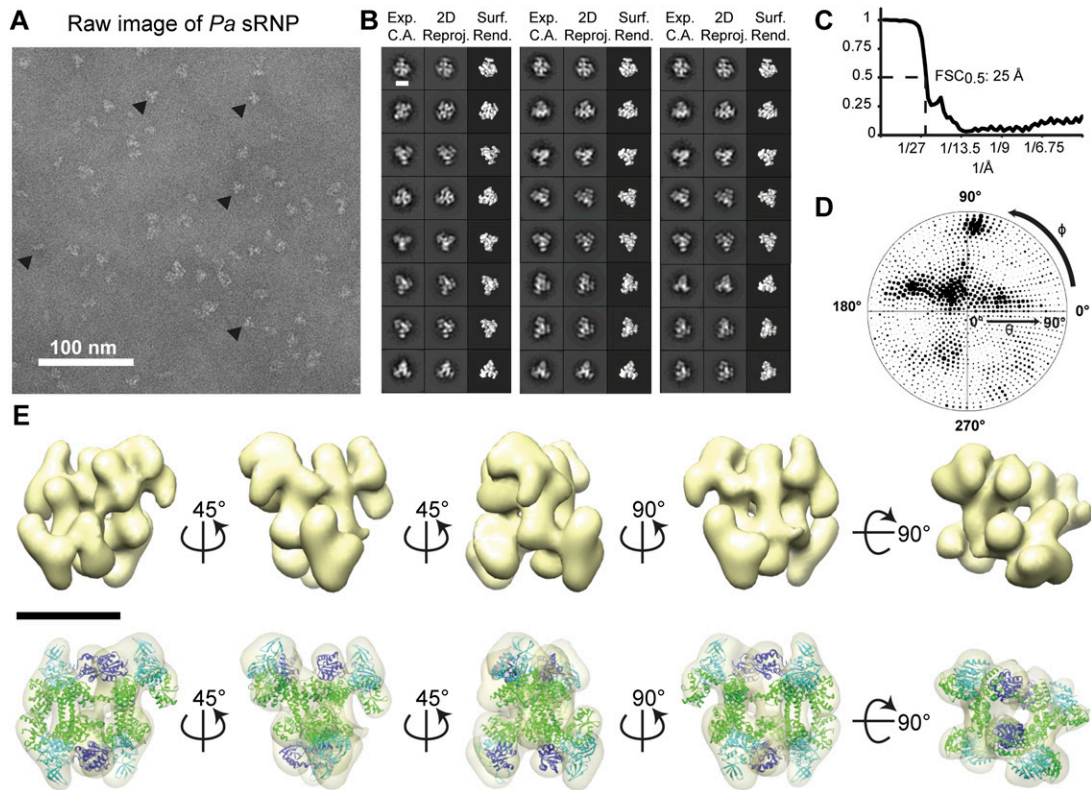 A
Raw image of Pa sRNP
100 nm
B
Exp. 2D Surf. Exp. 2D Surf. Exp. 2D Surf.
C.A. Reproj. Rend. C.A. Reproj. Rend. C.A. Reproj. Rend.
C
1
0.75
0.5
0.25
0
FSC0.5: 25 Å
1/27 1/13.5 1/9 1/6.75
1/Å
D
90°
ϕ
180°
0°
0° θ 90°
270°
E
45° 45° 90° 90°
45° 45° 90° 90°